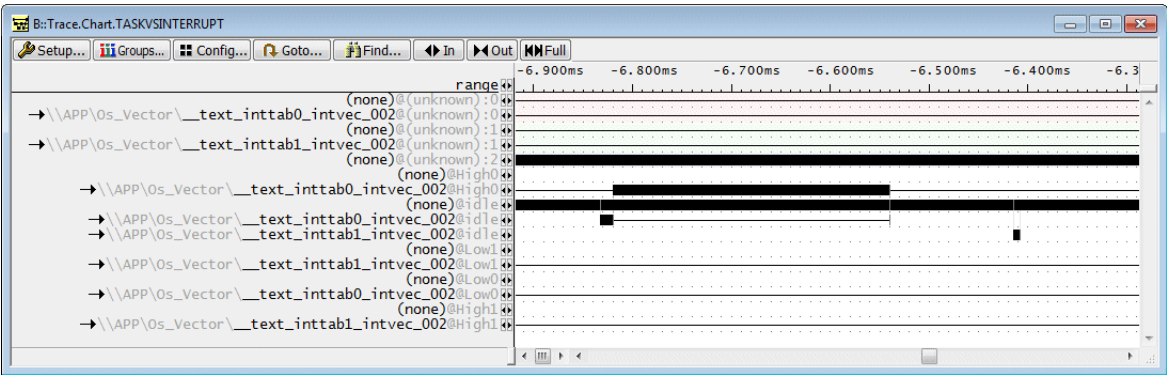 B::Trace.Chart.TASKVSINTERRUPT
Setup... Groups... Config... Goto... Find... In Out Full
-6.900ms -6.800ms -6.700ms -6.600ms -6.500ms -6.400ms -6.3
range
(none)@(unknown):0
\\APP\Os_Vector\__text_inttab0_intvec_002@(unknown):0
(none)@(unknown):1
\\APP\Os_Vector\__text_inttab1_intvec_002@(unknown):1
(none)@(unknown):2
(none)@High0
\\APP\Os_Vector\__text_inttab0_intvec_002@High0
(none)@idle
\\APP\Os_Vector\__text_inttab0_intvec_002@idle
\\APP\Os_Vector\__text_inttab1_intvec_002@idle
(none)@Low1
\\APP\Os_Vector\__text_inttab1_intvec_002@Low1
(none)@Low0
\\APP\Os_Vector\__text_inttab0_intvec_002@Low0
(none)@High1
\\APP\Os_Vector\__text_inttab1_intvec_002@High1